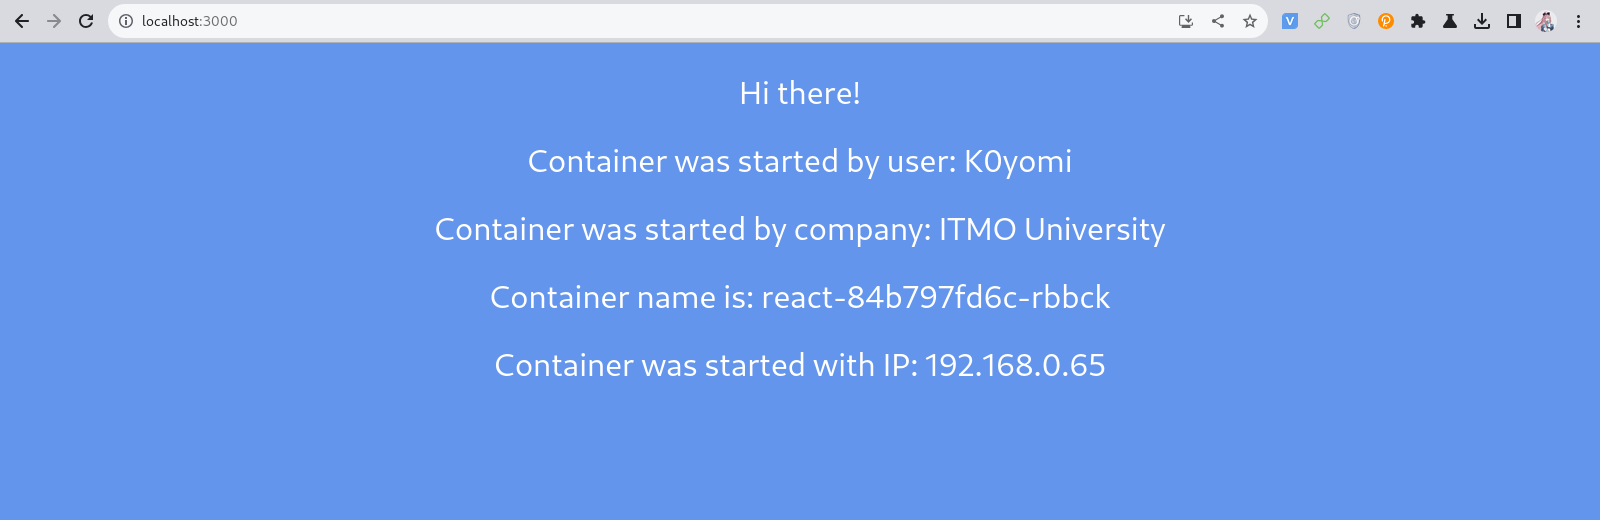 localhost:3000
Hi there!
Container was started by user: K0yomi
Container was started by company: ITMO University
Container name is: react-84b797fd6c-rbbck
Container was started with IP: 192.168.0.65